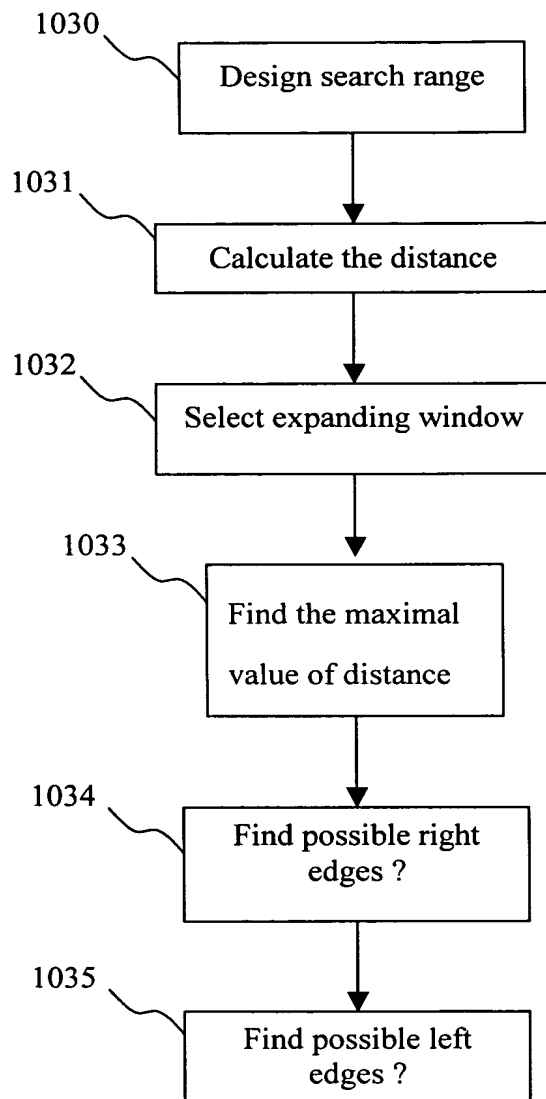 1030
Design search range
1031
Calculate the distance
1032
Select expanding window
1033
Find the maximal
value of distance
1034
Find possible right
edges ?
1035
Find possible left
edges ?